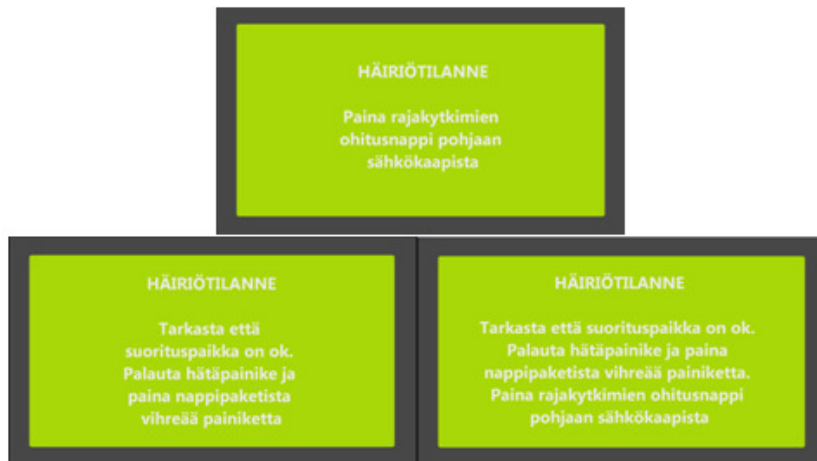 HÄIRIÖTILANNE
Paina rajakytkimien
ohitusnappi pohjaan
sähkökaapista
HÄIRIÖTILANNE
Tarkasta että
suorituspaikka on ok.
Palauta hätäpainike ja
paina nappipaketista
vihreää painiketta
HÄIRIÖTILANNE
Tarkasta että suorituspaikka on ok.
Palauta hätäpainike ja paina
nappipaketista vihreää painiketta.
Paina rajakytkimien ohitusnappi
pohjaan sähkökaapista